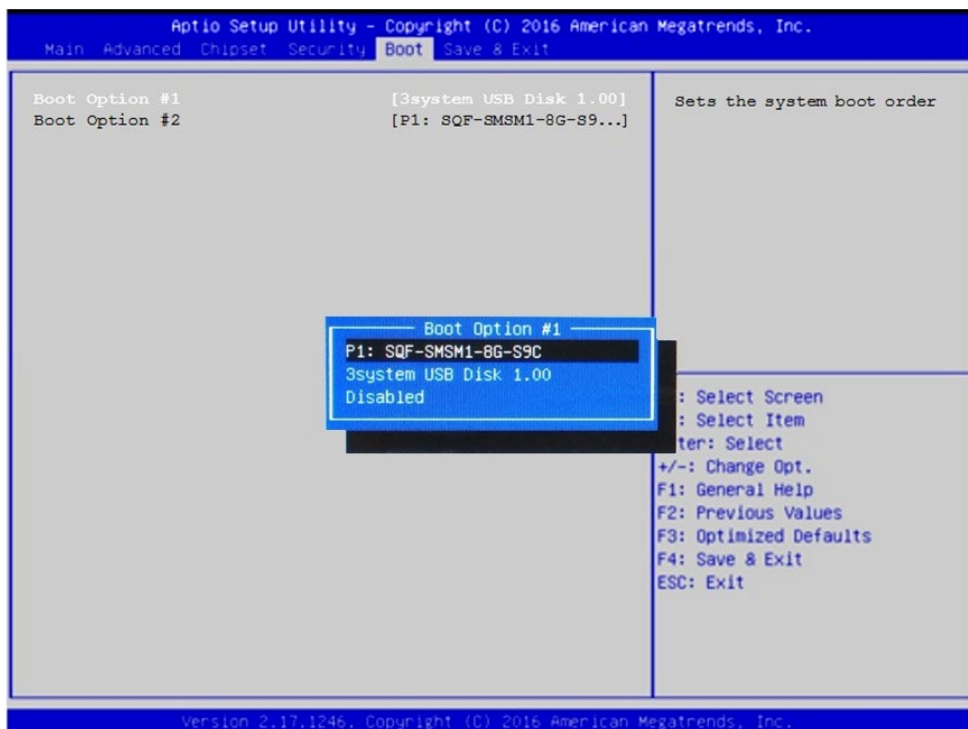 Aptio Setup Utility – Copyright (C) 2016 American Megatrends, Inc.
Main Advanced Chipset Security Boot Save & Exit
Boot Option #1 [3system USB Disk 1.00]
Boot Option #2 [P1: SQF-SMSM1-8G-S9...]
Sets the system boot order
Boot Option #1
P1: SQF-SMSM1-8G-S9C
3system USB Disk 1.00
Disabled
: Select Screen
: Select Item
ter: Select
+/-: Change Opt.
F1: General Help
F2: Previous Values
F3: Optimized Defaults
F4: Save & Exit
ESC: Exit
Version 2.17.1246. Copyright (C) 2016 American Megatrends, Inc.